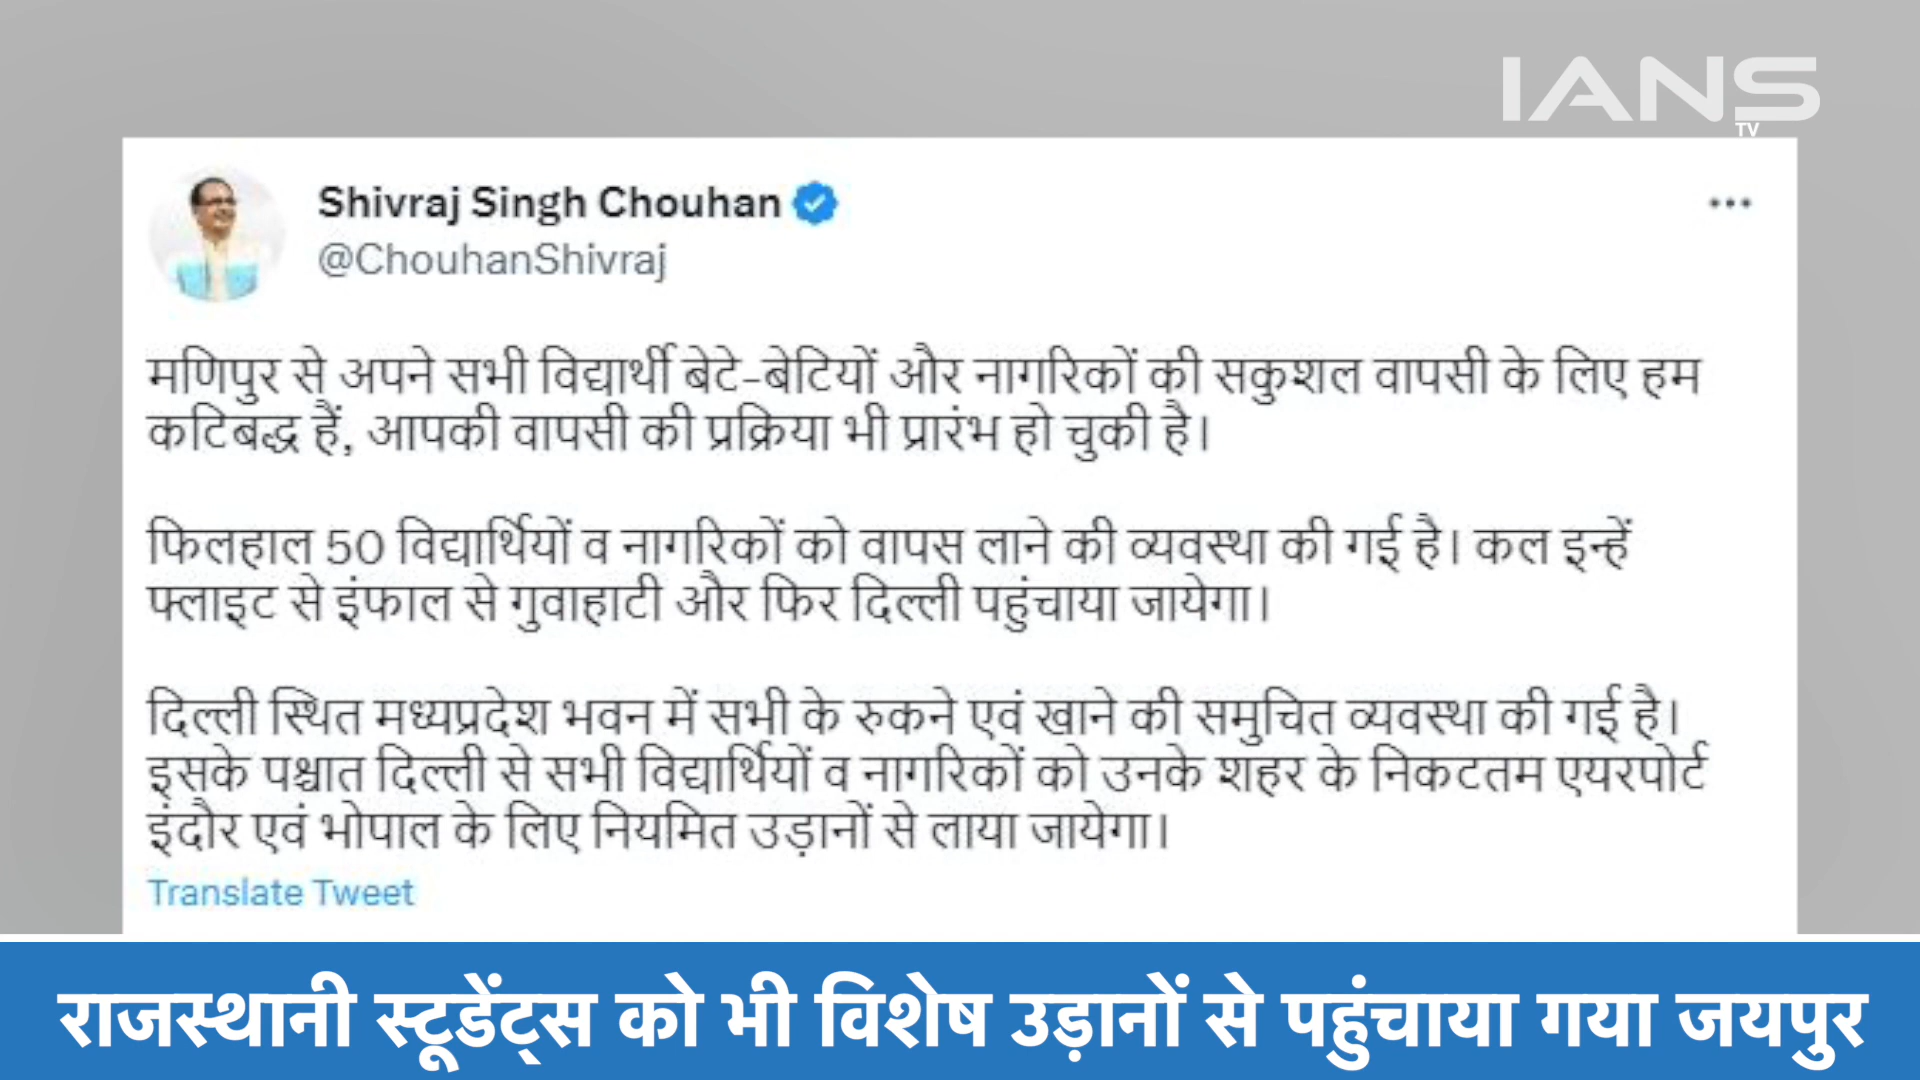 IANS
TV
Shivraj Singh Chouhan
@ChouhanShivraj
मणिपुर से अपने सभी विद्यार्थी बेटे-बेटियों और नागरिकों की सकुशल वापसी के लिए हम
कटिबद्ध हैं, आपकी वापसी की प्रक्रिया भी प्रारंभ हो चुकी है।
फिलहाल 50 विद्यार्थियों व नागरिकों को वापस लाने की व्यवस्था की गई है। कल इन्हें
फ्लाइट से इंफाल से गुवाहाटी और फिर दिल्ली पहुंचाया जायेगा।
दिल्ली स्थित मध्यप्रदेश भवन में सभी के रुकने एवं खाने की समुचित व्यवस्था की गई है।
इसके पश्चात दिल्ली से सभी विद्यार्थियों व नागरिकों को उनके शहर के निकटतम एयरपोर्ट
इंदौर एवं भोपाल के लिए नियमित उड़ानों से लाया जायेगा।
Translate Tweet
राजस्थानी स्टूडेंट्स को भी विशेष उड़ानों से पहुंचाया गया जयपुर